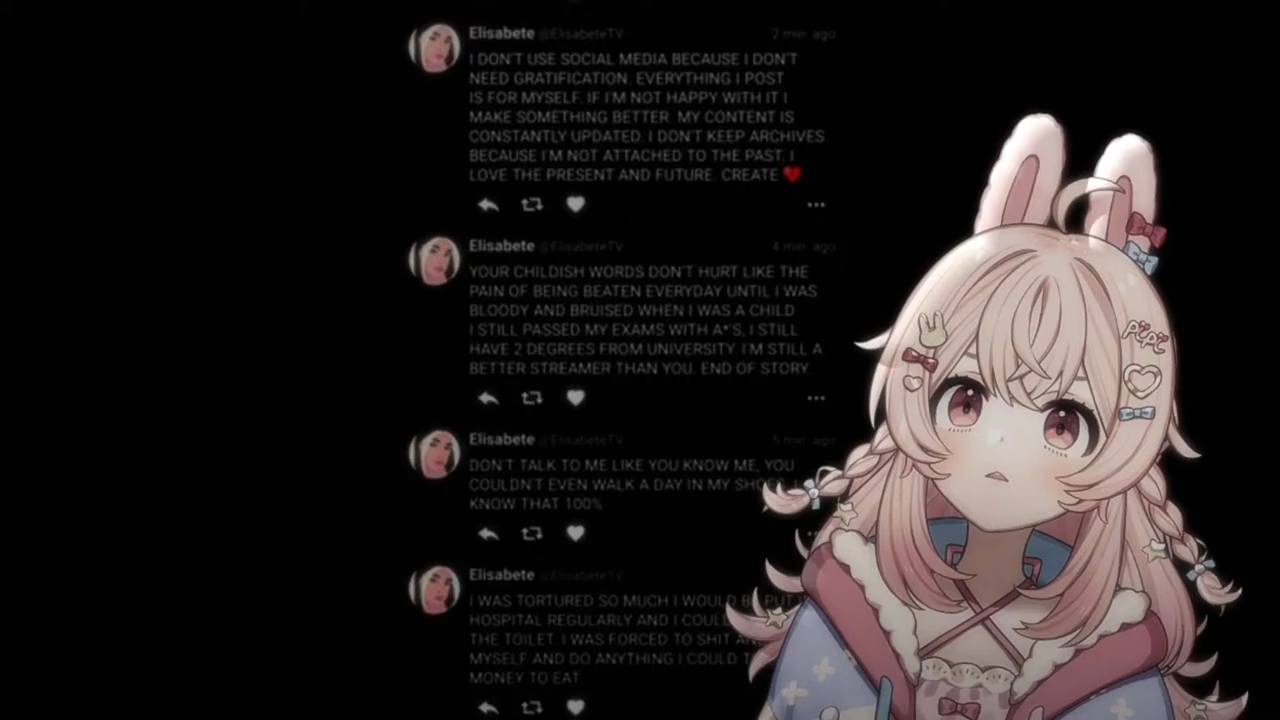 Elisabete @ElisabeteTV 2 min ago
I DON'T USE SOCIAL MEDIA BECAUSE I DON'T
NEED GRATIFICATION. EVERYTHING I POST
IS FOR MYSELF. IF I'M NOT HAPPY WITH IT I
MAKE SOMETHING BETTER. MY CONTENT IS
CONSTANTLY UPDATED. I DON'T KEEP ARCHIVES
BECAUSE I'M NOT ATTACHED TO THE PAST. I
LOVE THE PRESENT AND FUTURE. CREATE
Elisabete @ElisabeteTV 4 min ago
YOUR CHILDISH WORDS DON'T HURT LIKE THE
PAIN OF BEING BEATEN EVERYDAY UNTIL I WAS
BLOODY AND BRUISED WHEN I WAS A CHILD
I STILL PASSED MY EXAMS WITH A*'S, I STILL
HAVE 2 DEGREES FROM UNIVERSITY. I'M STILL A
BETTER STREAMER THAN YOU. END OF STORY.
Elisabete @ElisabeteTV 5 min ago
DON'T TALK TO ME LIKE YOU KNOW ME, YOU
COULDN'T EVEN WALK A DAY IN MY
KNOW THAT 100%
Elisabete @ElisabeteTV
I WAS TORTURED SO MUCH I WOULD BE PUT
HOSPITAL REGULARLY AND I
THE TOILET. I WAS FORCED TO SHIT
MYSELF AND DO ANYTHING I COULD
MONEY TO EAT
PiPi